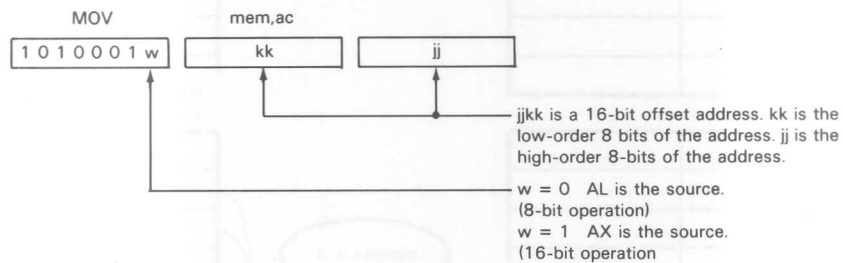 MOV mem,ac
1 0 1 0 0 0 1 w kk jj
jjkk is a 16-bit offset address. kk is the
low-order 8 bits of the address. jj is the
high-order 8-bits of the address.
w = 0 AL is the source.
(8-bit operation)
w = 1 AX is the source.
(16-bit operation